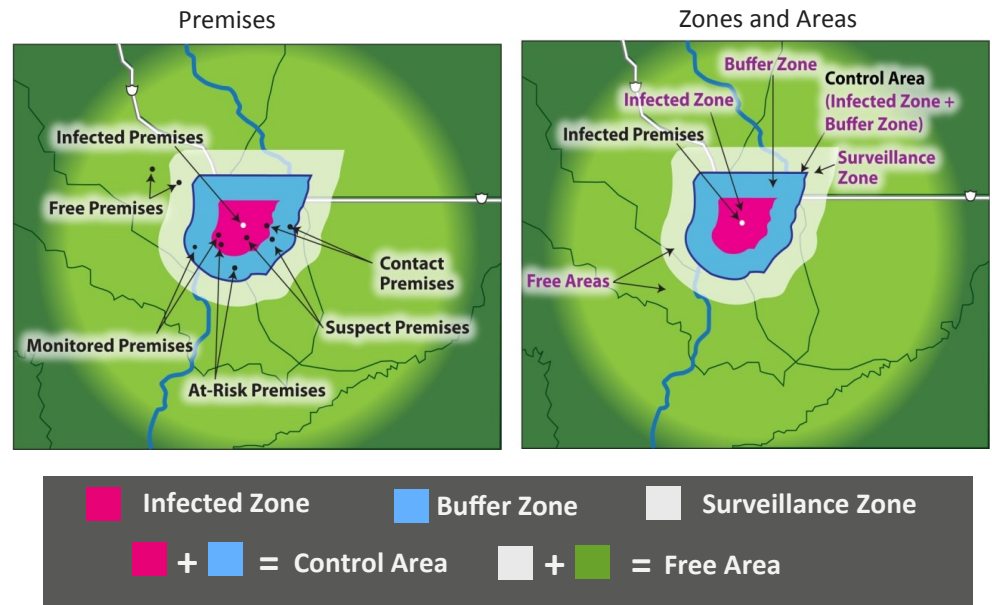 Premises
Infected Premises
Free Premises
Contact
Premises
Suspect Premises
Monitored Premises
At-Risk Premises
Zones and Areas
Buffer Zone
Control Area
(Infected Zone +
Buffer Zone)
Infected Zone
Infected Premises
Surveillance
Zone
Free Areas
Infected Zone
Buffer Zone
Surveillance Zone
+ = Control Area
+ = Free Area